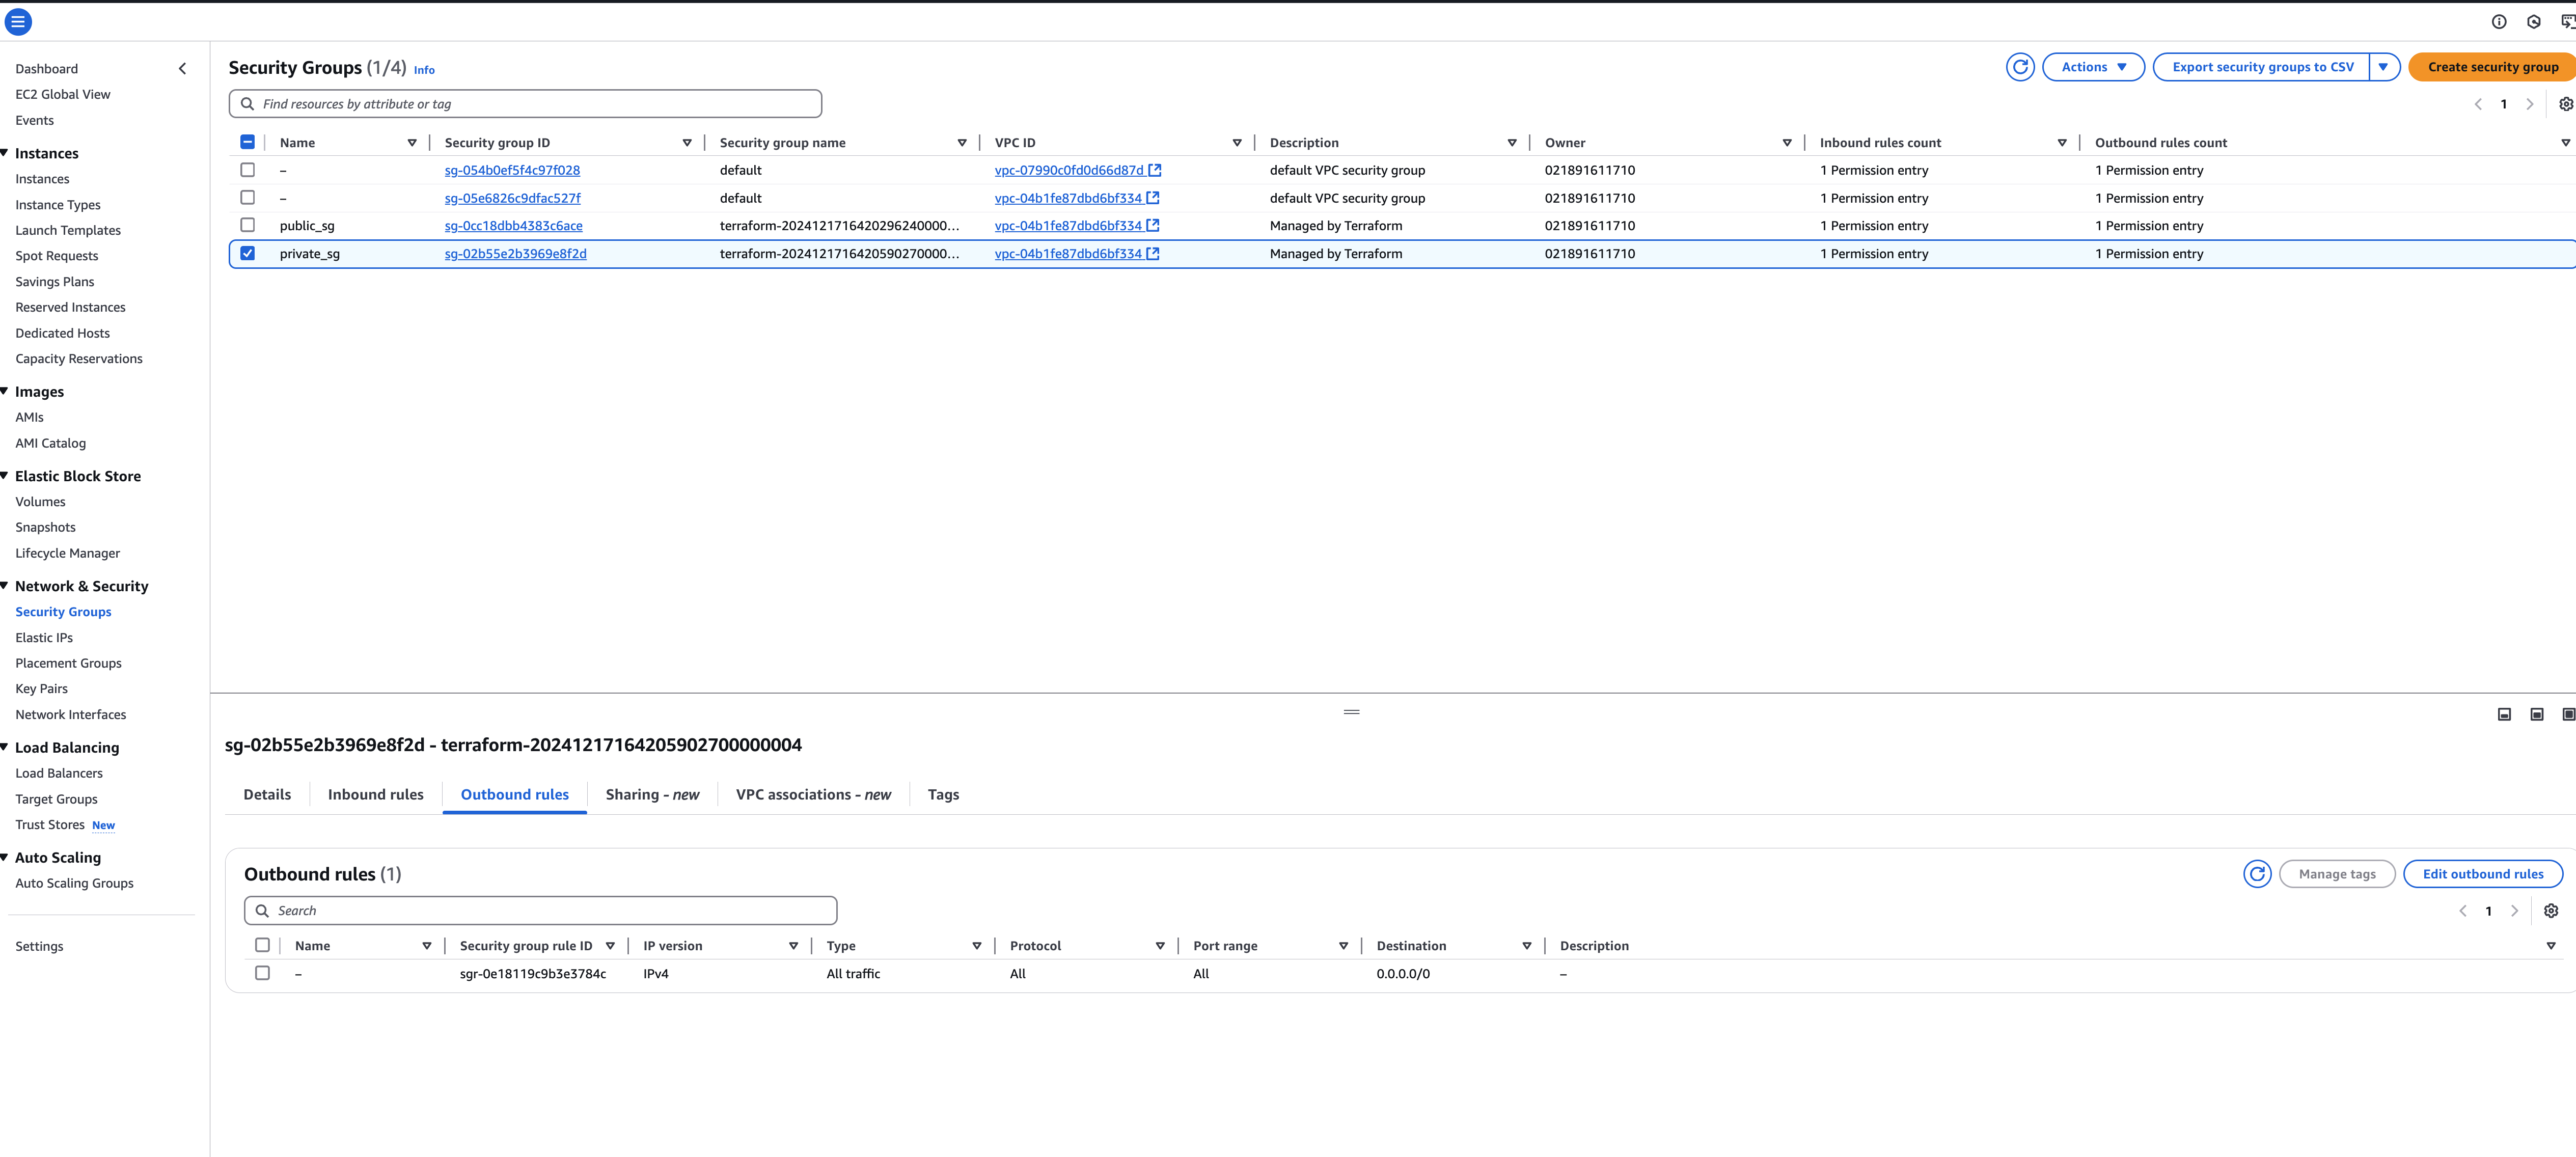 Dashboard
EC2 Global View
Events
Instances
Instances
Instance Types
Launch Templates
Spot Requests
Savings Plans
Reserved Instances
Dedicated Hosts
Capacity Reservations
Images
AMIs
AMI Catalog
Elastic Block Store
Volumes
Snapshots
Lifecycle Manager
Network & Security
Security Groups
Elastic IPs
Placement Groups
Key Pairs
Network Interfaces
Load Balancing
Load Balancers
Target Groups
Trust Stores New
Auto Scaling
Auto Scaling Groups
Settings
Security Groups (1/4) Info
Actions
Export security groups to CSV
Create security group
Find resources by attribute or tag
1
Name Security group ID Security group name VPC ID Description Owner Inbound rules count Outbound rules count
– sg-054b0ef5f4c97f028 default vpc-07990c0fd0d66d87d default VPC security group 021891611710 1 Permission entry 1 Permission entry
– sg-05e6826c9dfac527f default vpc-04b1fe87dbd6bf334 default VPC security group 021891611710 1 Permission entry 1 Permission entry
public_sg sg-0cc18dbb4383c6ace terraform-2024121716420296240000... vpc-04b1fe87dbd6bf334 Managed by Terraform 021891611710 1 Permission entry 1 Permission entry
private_sg sg-02b55e2b3969e8f2d terraform-2024121716420590270000... vpc-04b1fe87dbd6bf334 Managed by Terraform 021891611710 1 Permission entry 1 Permission entry
sg-02b55e2b3969e8f2d - terraform-20241217164205902700000004
Details Inbound rules Outbound rules Sharing - new VPC associations - new Tags
Outbound rules (1)
Manage tags
Edit outbound rules
Search
1
Name Security group rule ID IP version Type Protocol Port range Destination Description
– sgr-0e18119c9b3e3784c IPv4 All traffic All All 0.0.0.0/0 –